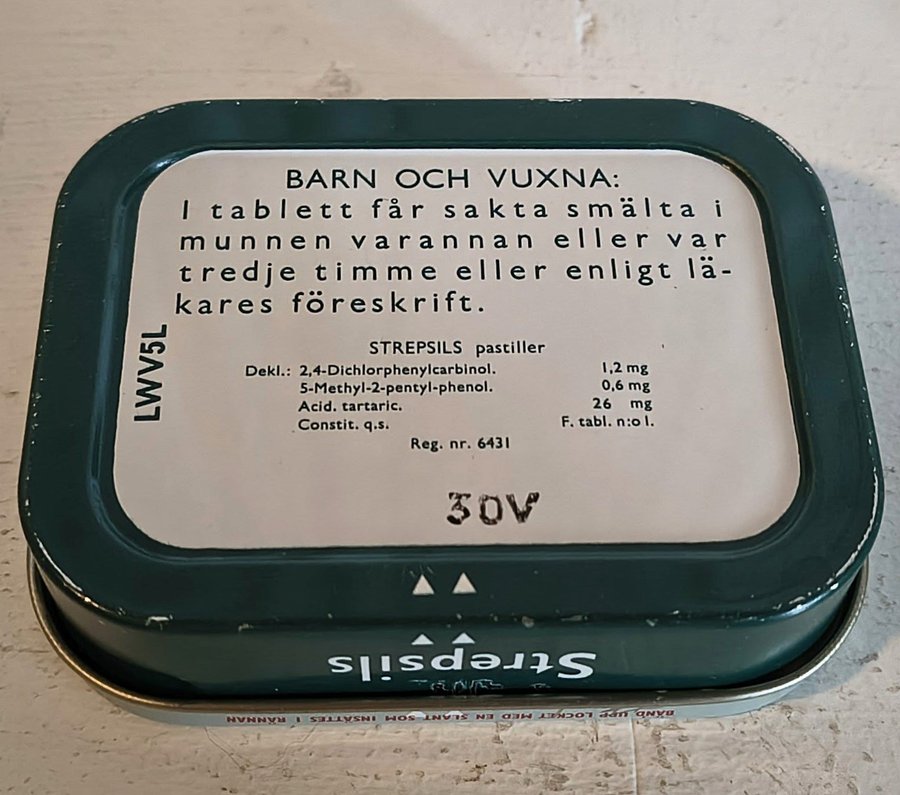 BARN OCH VUXNA:
1 tablett får sakta smälta i
munnen varannan eller var
tredje timme eller enligt lä-
kares föreskrift.
LWV5L
STREPSILS pastiller
Dekl.: 2,4-Dichlorphenylcarbinol. 1,2 mg
5-Methyl-2-pentyl-phenol. 0,6 mg
Acid. tartaric. 26 mg
Constit. q.s. F. tabl. n:o 1.
Reg. nr. 6431
30V
Strepsils
BÄND UPP LOCKET MED EN SLANT SOM INSÄTTES I RÄNNAN